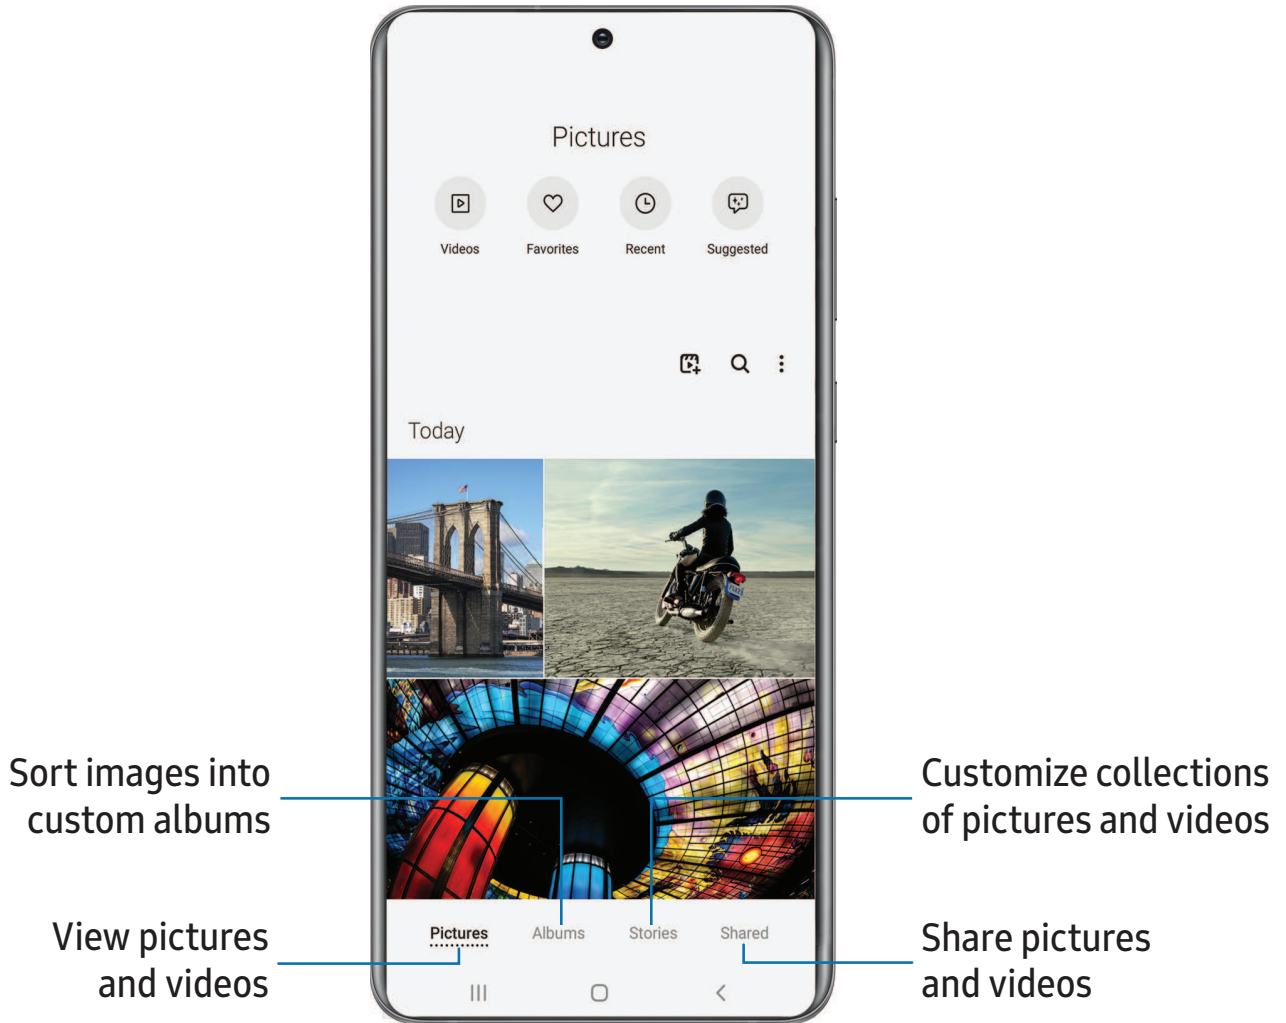 Pictures
Videos Favorites Recent Suggested
Today
Sort images into
custom albums
Customize collections
of pictures and videos
Pictures Albums Stories Shared
View pictures
and videos
Share pictures
and videos